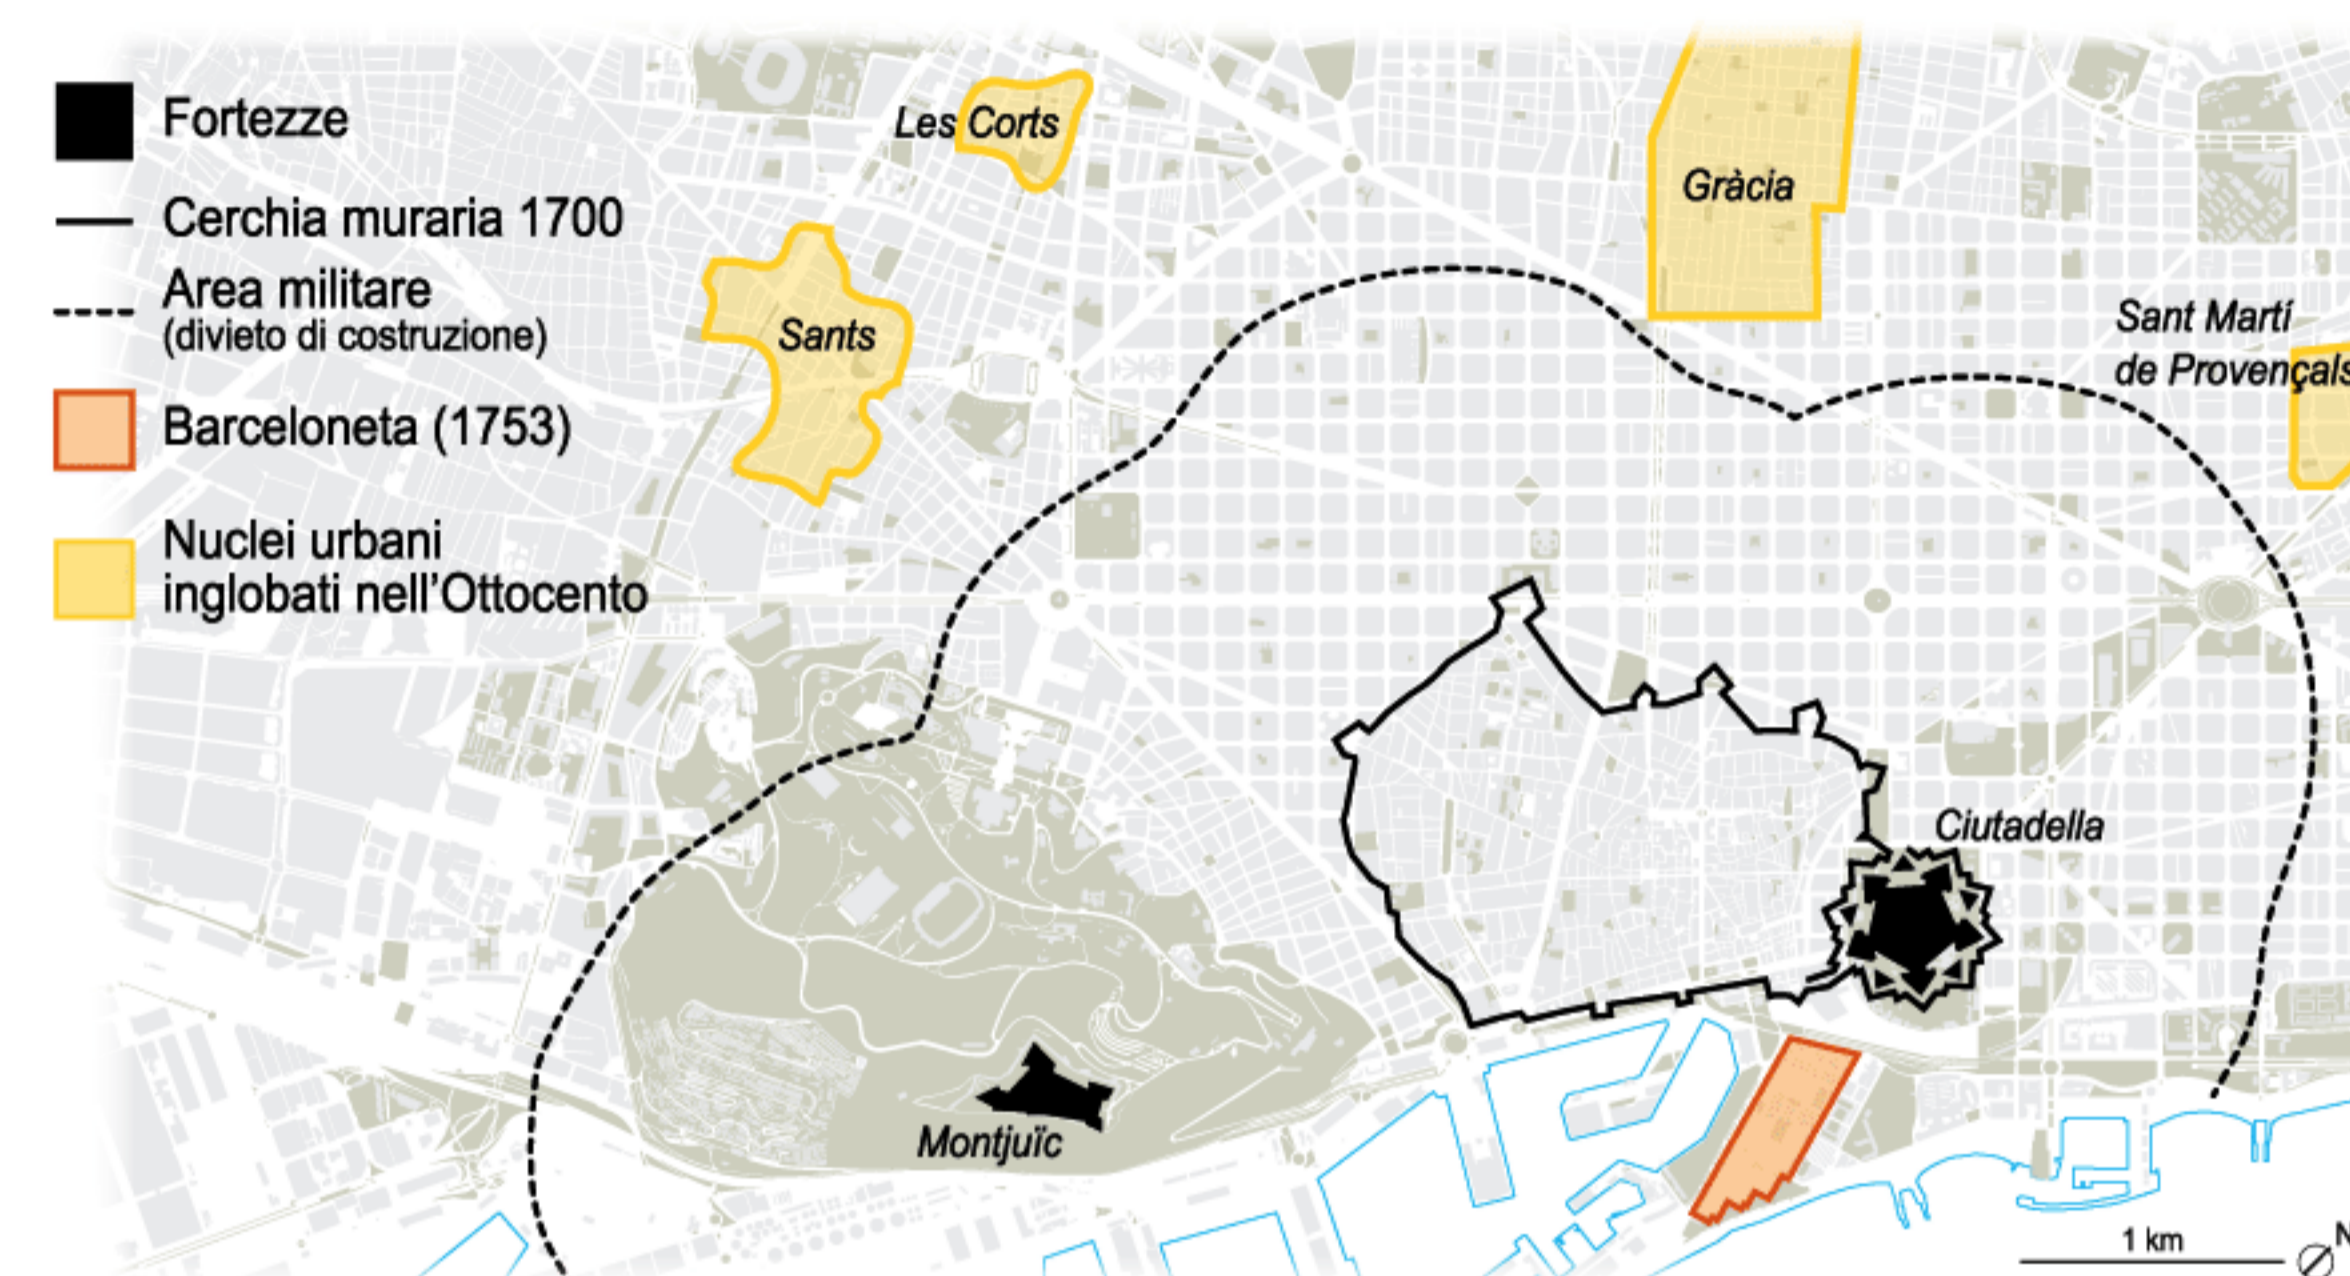 Fortezze
Cerchia muraria 1700
Area militare
(divieto di costruzione)
Barceloneta (1753)
Nuclei urbani
inglobati nell'Ottocento
Les Corts
Gràcia
Sants
Sant Martí
de Provençals
Ciutadella
Montjuïc
1 km
N